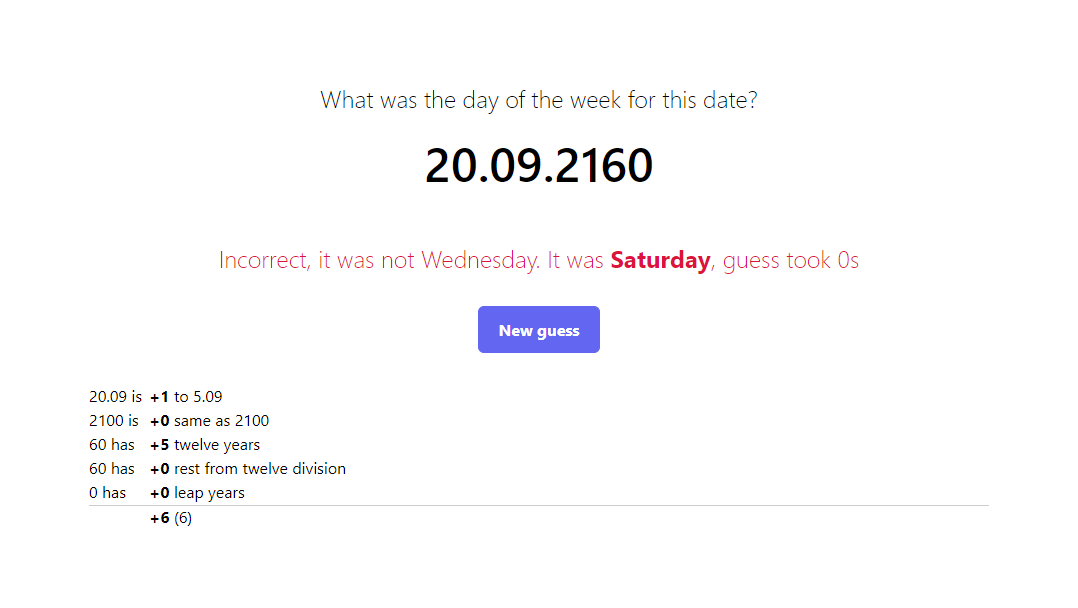 What was the day of the week for this date?
20.09.2160
Incorrect, it was not Wednesday. It was Saturday, guess took 0s
New guess
20.09 is +1 to 5.09
2100 is +0 same as 2100
60 has +5 twelve years
60 has +0 rest from twelve division
0 has +0 leap years
+6 (6)